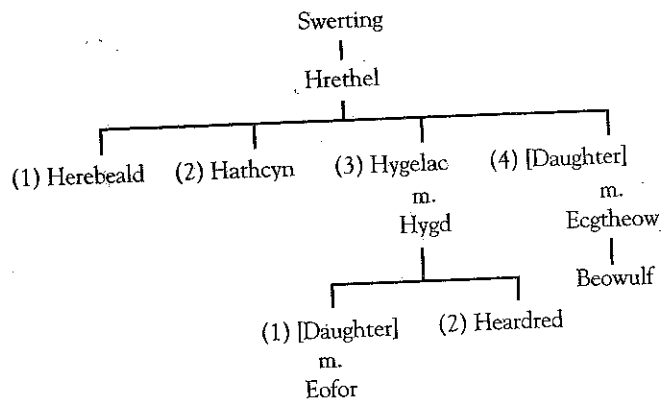 Swerting
Hrethel
(1) Herebeald (2) Hathcyn (3) Hygelac (4) [Daughter]
m. m.
Hygd Ecgtheow
Beowulf
(1) [Daughter] (2) Heardred
m.
Eofor